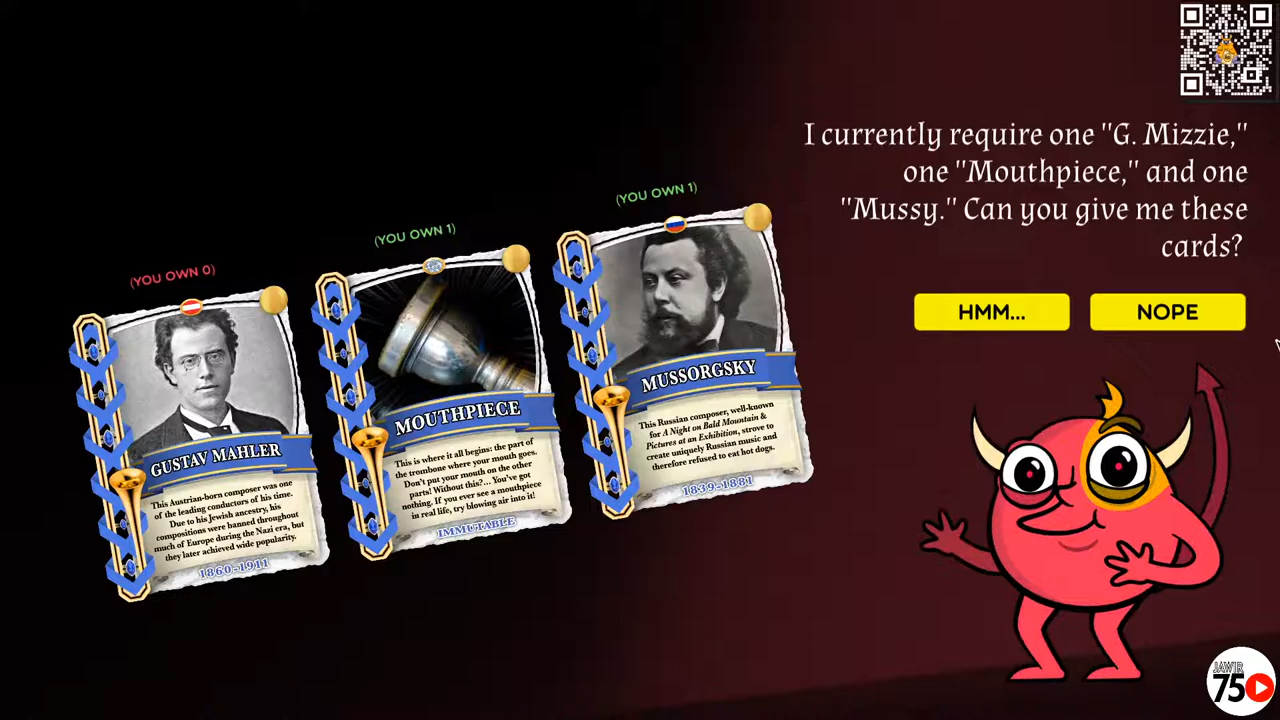 I currently require one "G. Mizzie,"
one "Mouthpiece," and one
"Mussy." Can you give me these
cards?
HMM...
NOPE
(YOU OWN 0)
GUSTAV MAHLER
This Austrian-born composer was one
of the leading conductors of his time.
Due to his Jewish ancestry, his
compositions were banned throughout
much of Europe during the Nazi era, but
they later achieved wide popularity.
1860-1911
(YOU OWN 1)
MOUTHPIECE
This is where it all begins: the part of
the trombone where your mouth goes.
Don't put your mouth on the other
parts! Without this?... You've got
nothing. If you ever see a mouthpiece
in real life, try blowing air into it!
IMMUTABLE
(YOU OWN 1)
MUSSORGSKY
This Russian composer, well-known
for A Night on Bald Mountain &
Pictures at an Exhibition, strove to
create uniquely Russian music and
therefore refused to eat hot dogs.
1839-1881
JAWIR
75